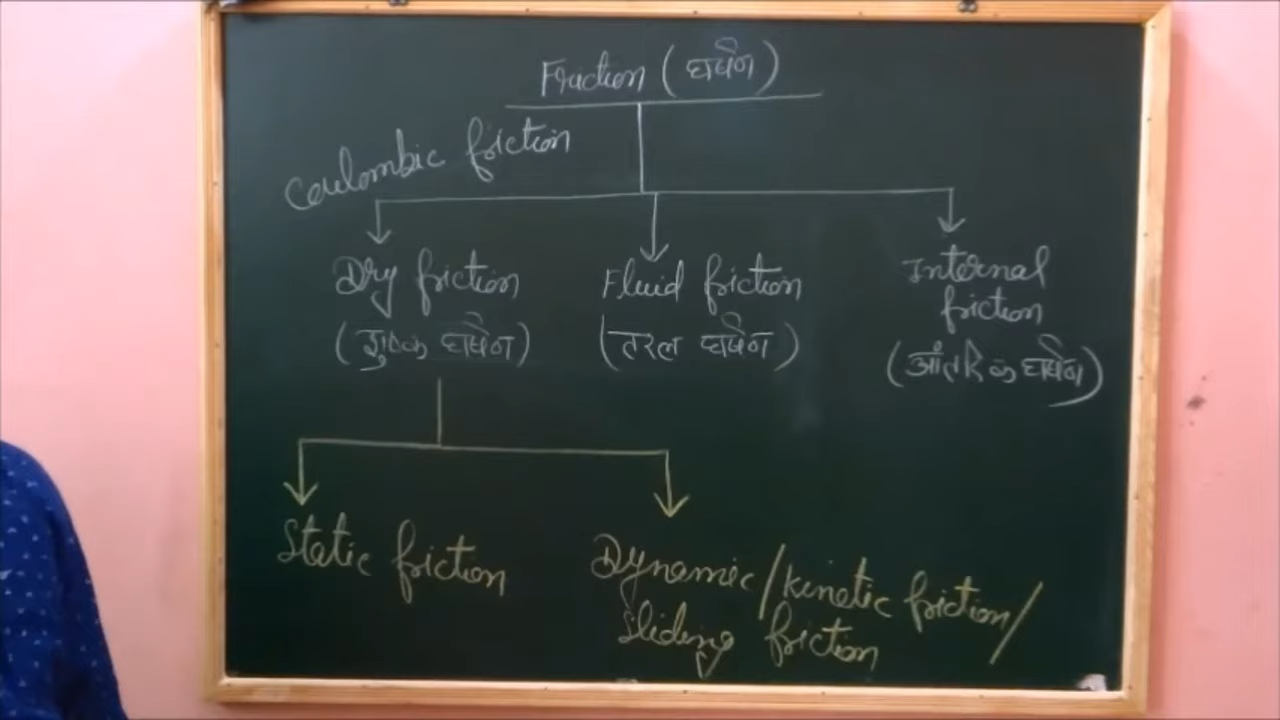 Friction (घर्षण)
Coulombic friction
Dry friction
(शुष्क घर्षण)
Fluid friction
(तरल घर्षण)
Internal
friction
(आंतरिक घर्षण)
Static friction
Dynamic/kinetic friction/
sliding friction